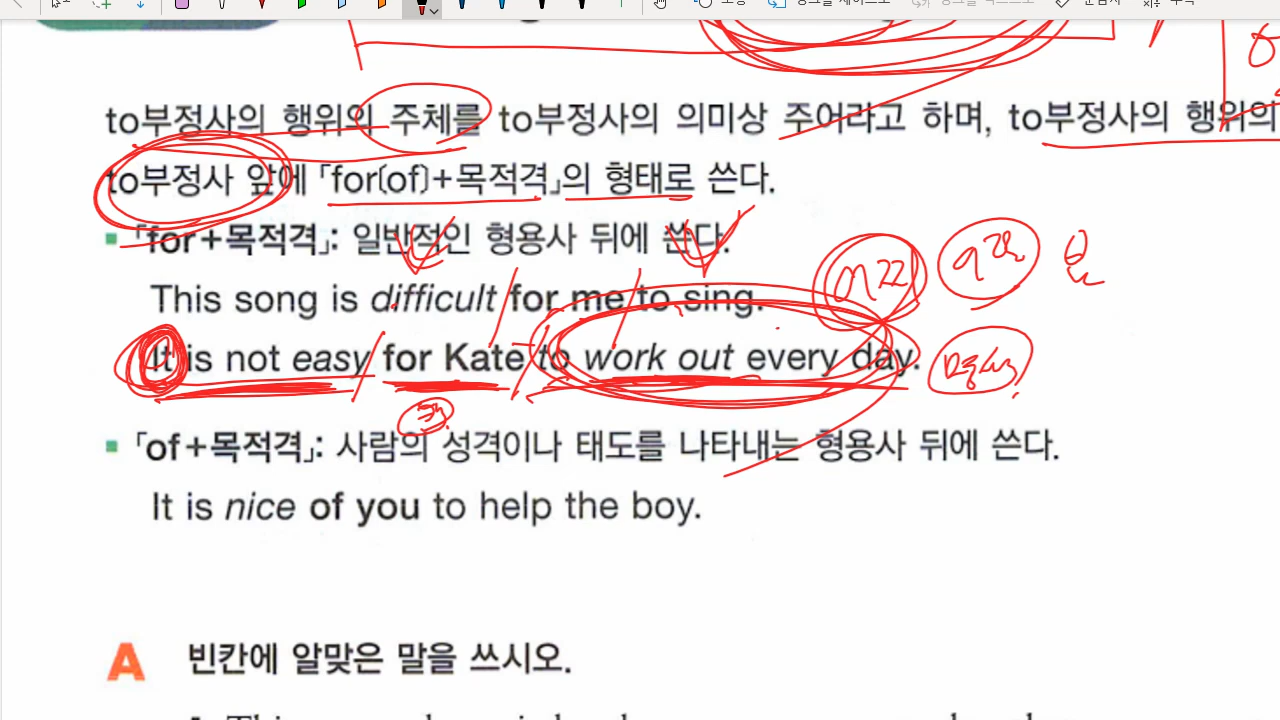 to부정사의 행위의 주체를 to부정사의 의미상 주어라고 하며, to부정사의 행위의
to부정사 앞에 「for(of)+목적격」의 형태로 쓴다.
「for+목적격」: 일반적인 형용사 뒤에 쓴다.
This song is difficult for me to sing.
It is not easy for Kate to work out every day.
「of+목적격」: 사람의 성격이나 태도를 나타내는 형용사 뒤에 쓴다.
It is nice of you to help the boy.
A 빈칸에 알맞은 말을 쓰시오.